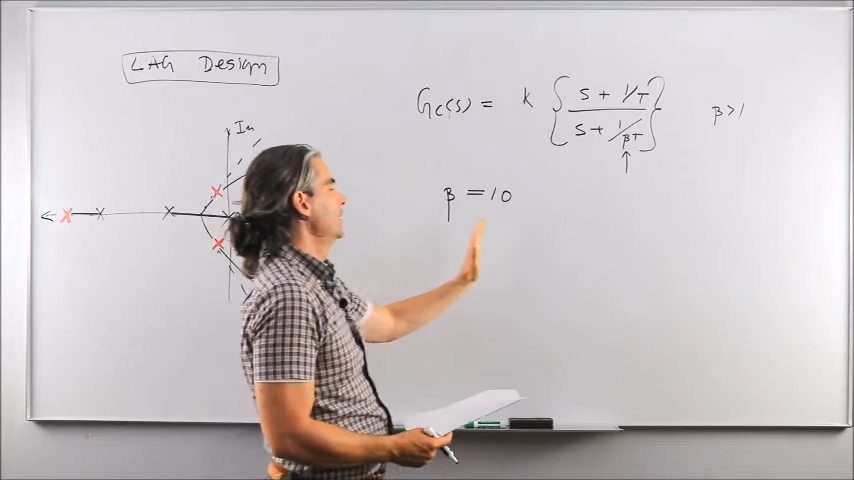 LAG Design
Gc(s) = K { s + 1/T / s + 1/βT } β>1
Im
β = 10